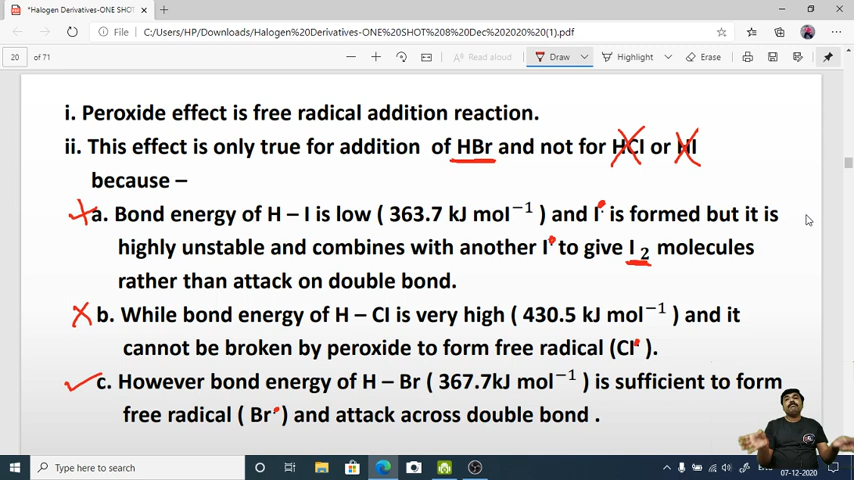 *Halogen Derivatives-ONE SHOT
File C:/Users/HP/Downloads/Halogen%20Derivatives-ONE%20SHOT%208%20Dec%202020%20(1).pdf
20 of 71 Read aloud Draw Highlight Erase
i. Peroxide effect is free radical addition reaction.
ii. This effect is only true for addition of HBr and not for HCI or HI
because –
a. Bond energy of H – I is low ( 363.7 kJ mol⁻¹ ) and I• is formed but it is
highly unstable and combines with another I• to give I₂ molecules
rather than attack on double bond.
b. While bond energy of H – CI is very high ( 430.5 kJ mol⁻¹ ) and it
cannot be broken by peroxide to form free radical (CI• ).
c. However bond energy of H – Br ( 367.7kJ mol⁻¹ ) is sufficient to form
free radical ( Br•) and attack across double bond .
Type here to search
07-12-2020